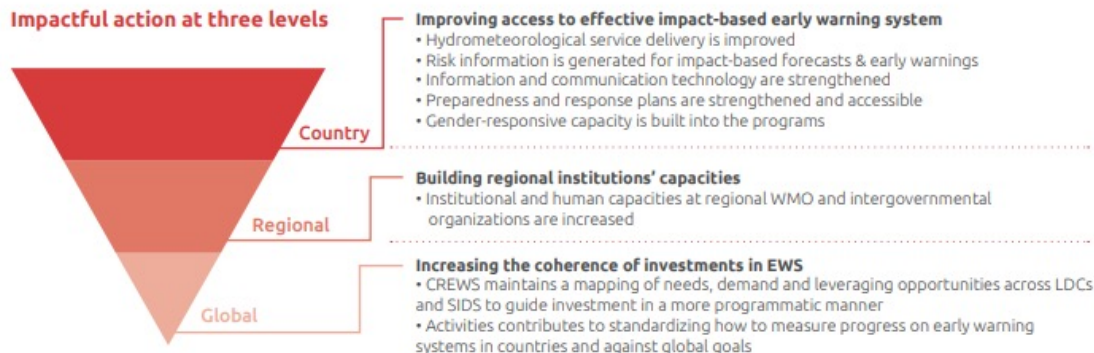 Impactful action at three levels
Improving access to effective impact-based early warning system
• Hydrometeorological service delivery is improved
• Risk information is generated for impact-based forecasts & early warnings
• Information and communication technology are strengthened
• Preparedness and response plans are strengthened and accessible
• Gender-responsive capacity is built into the programs
Country
Building regional institutions’ capacities
• Institutional and human capacities at regional WMO and intergovernmental
organizations are increased
Regional
Increasing the coherence of investments in EWS
• CREWS maintains a mapping of needs, demand and leveraging opportunities across LDCs
and SIDS to guide investment in a more programmatic manner
• Activities contributes to standardizing how to measure progress on early warning
systems in countries and against global goals
Global